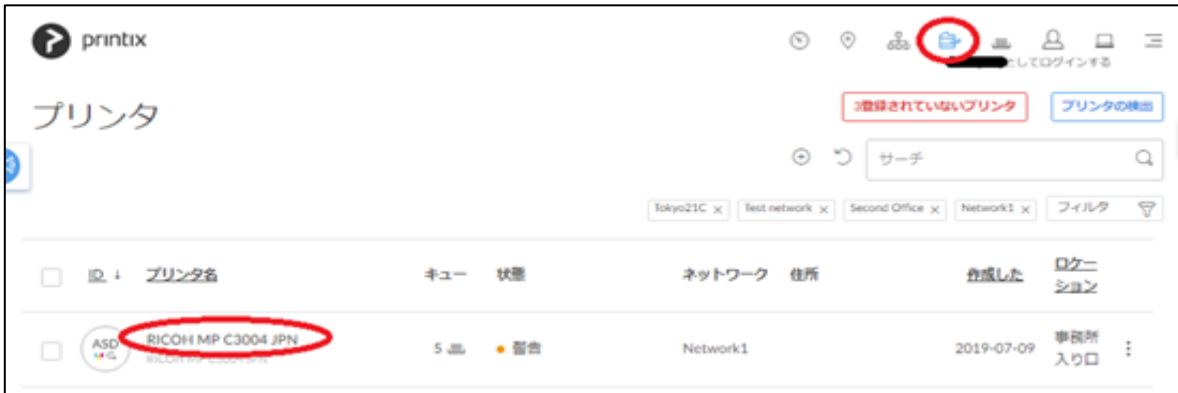 printix
としてログインする
プリンタ
3登録されていないプリンタ
プリンタの検出
サーチ
Tokyo21C × Test network × Second Office × Network1 × フィルタ
ID ↓ プリンタ名 キュー 状態 ネットワーク 住所 作成した ロケーション
ASD RICOH MP C3004 JPN 5 警告 Network1 2019-07-09 事務所入り口
RICOH MP C3004 JPN